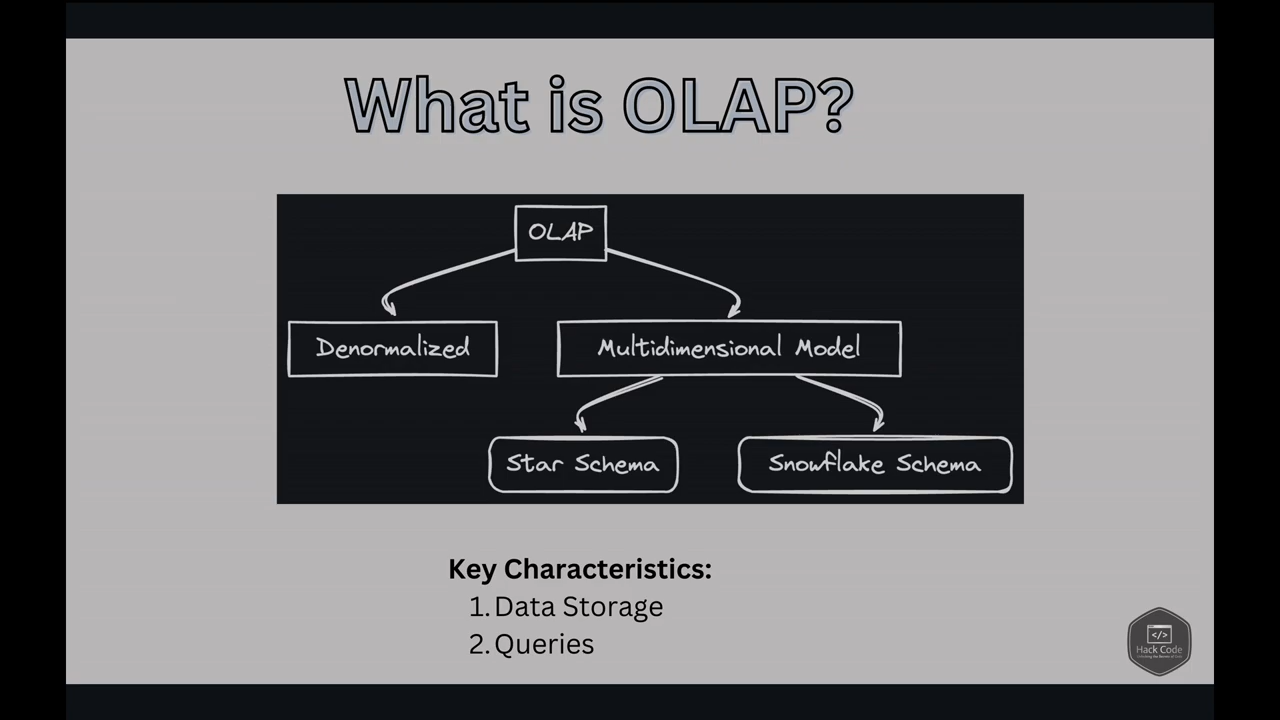 What is OLAP?
OLAP
Denormalized
Multidimensional Model
Star Schema
Snowflake Schema
Key Characteristics:
1. Data Storage
2. Queries
</>
Hack Code